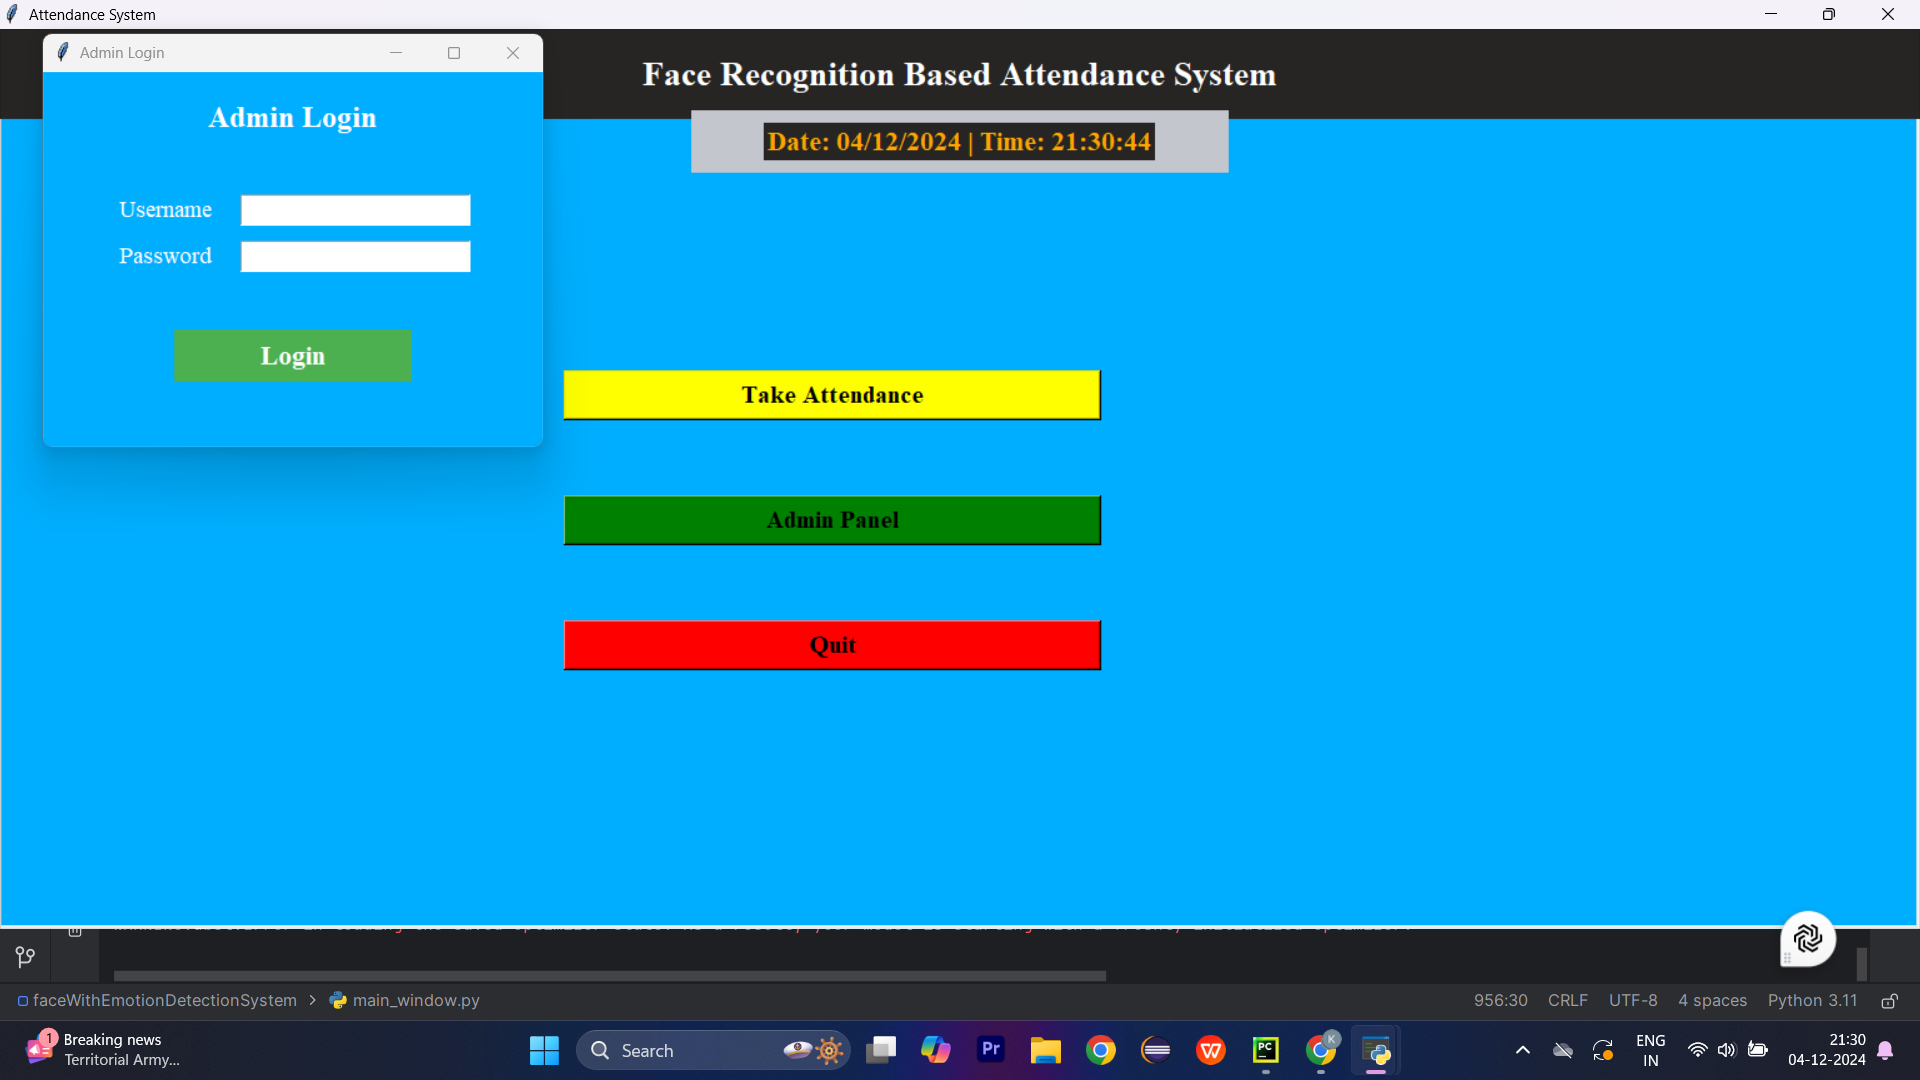 Attendance System
Admin Login
Face Recognition Based Attendance System
Admin Login
Date: 04/12/2024 | Time: 21:30:44
Username
Password
Login
Take Attendance
Admin Panel
Quit
faceWithEmotionDetectionSystem > main_window.py
956:30 CRLF UTF-8 4 spaces Python 3.11
1 Breaking news
Territorial Army...
Search
Pr
W
PC
K
ENG
IN
21:30
04-12-2024